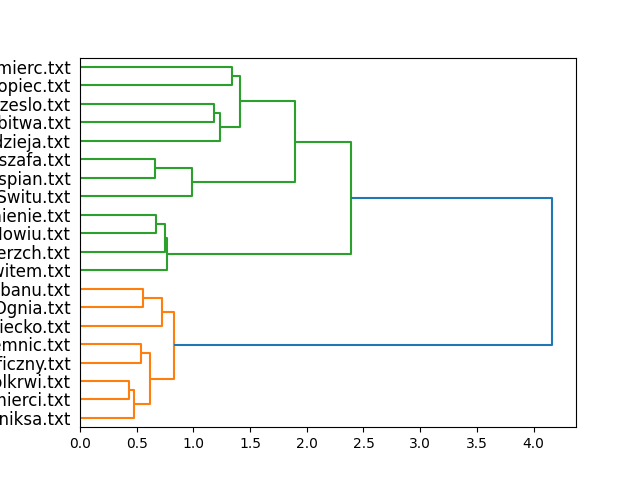 mierc.txt
opiec.txt
zeslo.txt
bitwa.txt
dzieja.txt
szafa.txt
spian.txt
Switu.txt
nienie.txt
Nowiu.txt
erzch.txt
witem.txt
banu.txt
Ognia.txt
iecko.txt
emnic.txt
ficzny.txt
olkrwi.txt
mierci.txt
niksa.txt
0.0 0.5 1.0 1.5 2.0 2.5 3.0 3.5 4.0